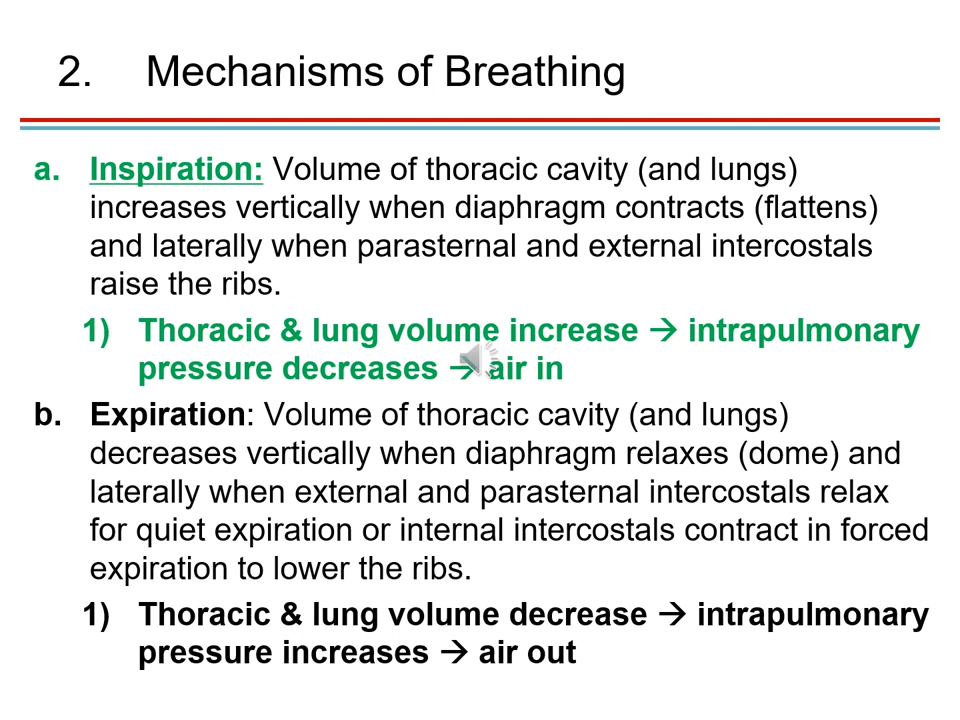 2. Mechanisms of Breathing
a. Inspiration: Volume of thoracic cavity (and lungs)
increases vertically when diaphragm contracts (flattens)
and laterally when parasternal and external intercostals
raise the ribs.
1) Thoracic & lung volume increase → intrapulmonary
pressure decreases → air in
b. Expiration: Volume of thoracic cavity (and lungs)
decreases vertically when diaphragm relaxes (dome) and
laterally when external and parasternal intercostals relax
for quiet expiration or internal intercostals contract in forced
expiration to lower the ribs.
1) Thoracic & lung volume decrease → intrapulmonary
pressure increases → air out